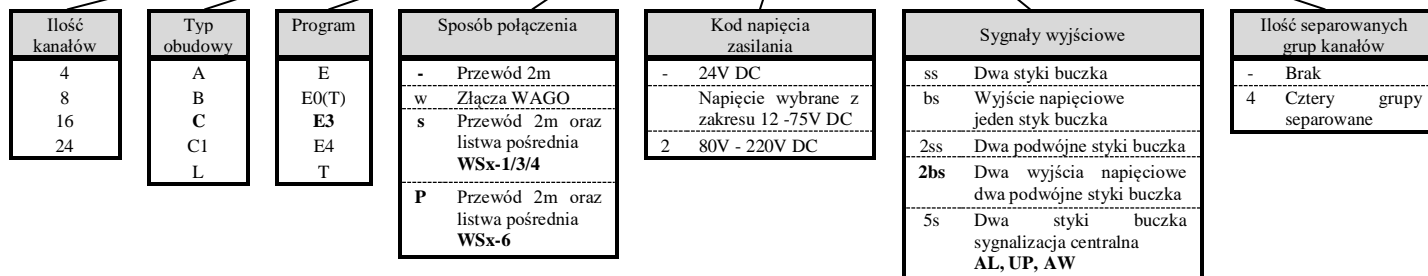 Ilość
kanałów
4
8
16
24
Typ
obudowy
A
B
C
C1
L
Program
E
E0(T)
E3
E4
T
Sposób połączenia
- Przewód 2m
w Złącza WAGO
s Przewód 2m oraz
listwa pośrednia
WSx-1/3/4
P Przewód 2m oraz
listwa pośrednia
WSx-6
Kod napięcia
zasilania
- 24V DC
Napięcie wybrane z
zakresu 12 -75V DC
2 80V - 220V DC
Sygnały wyjściowe
ss Dwa styki buczka
bs Wyjście napięciowe
jeden styk buczka
2ss Dwa podwójne styki buczka
2bs Dwa wyjścia napięciowe
dwa podwójne styki buczka
5s Dwa styki buczka
sygnalizacja centralna
AL, UP, AW
Ilość separowanych
grup kanałów
- Brak
4 Cztery grupy
separowane